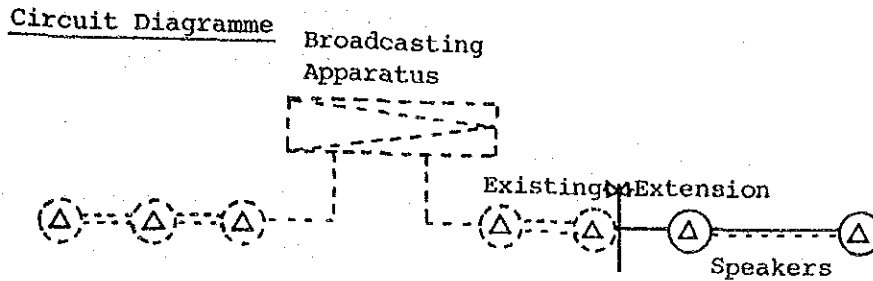 Circuit Diagramme
Broadcasting
Apparatus
Existing Extension
Speakers